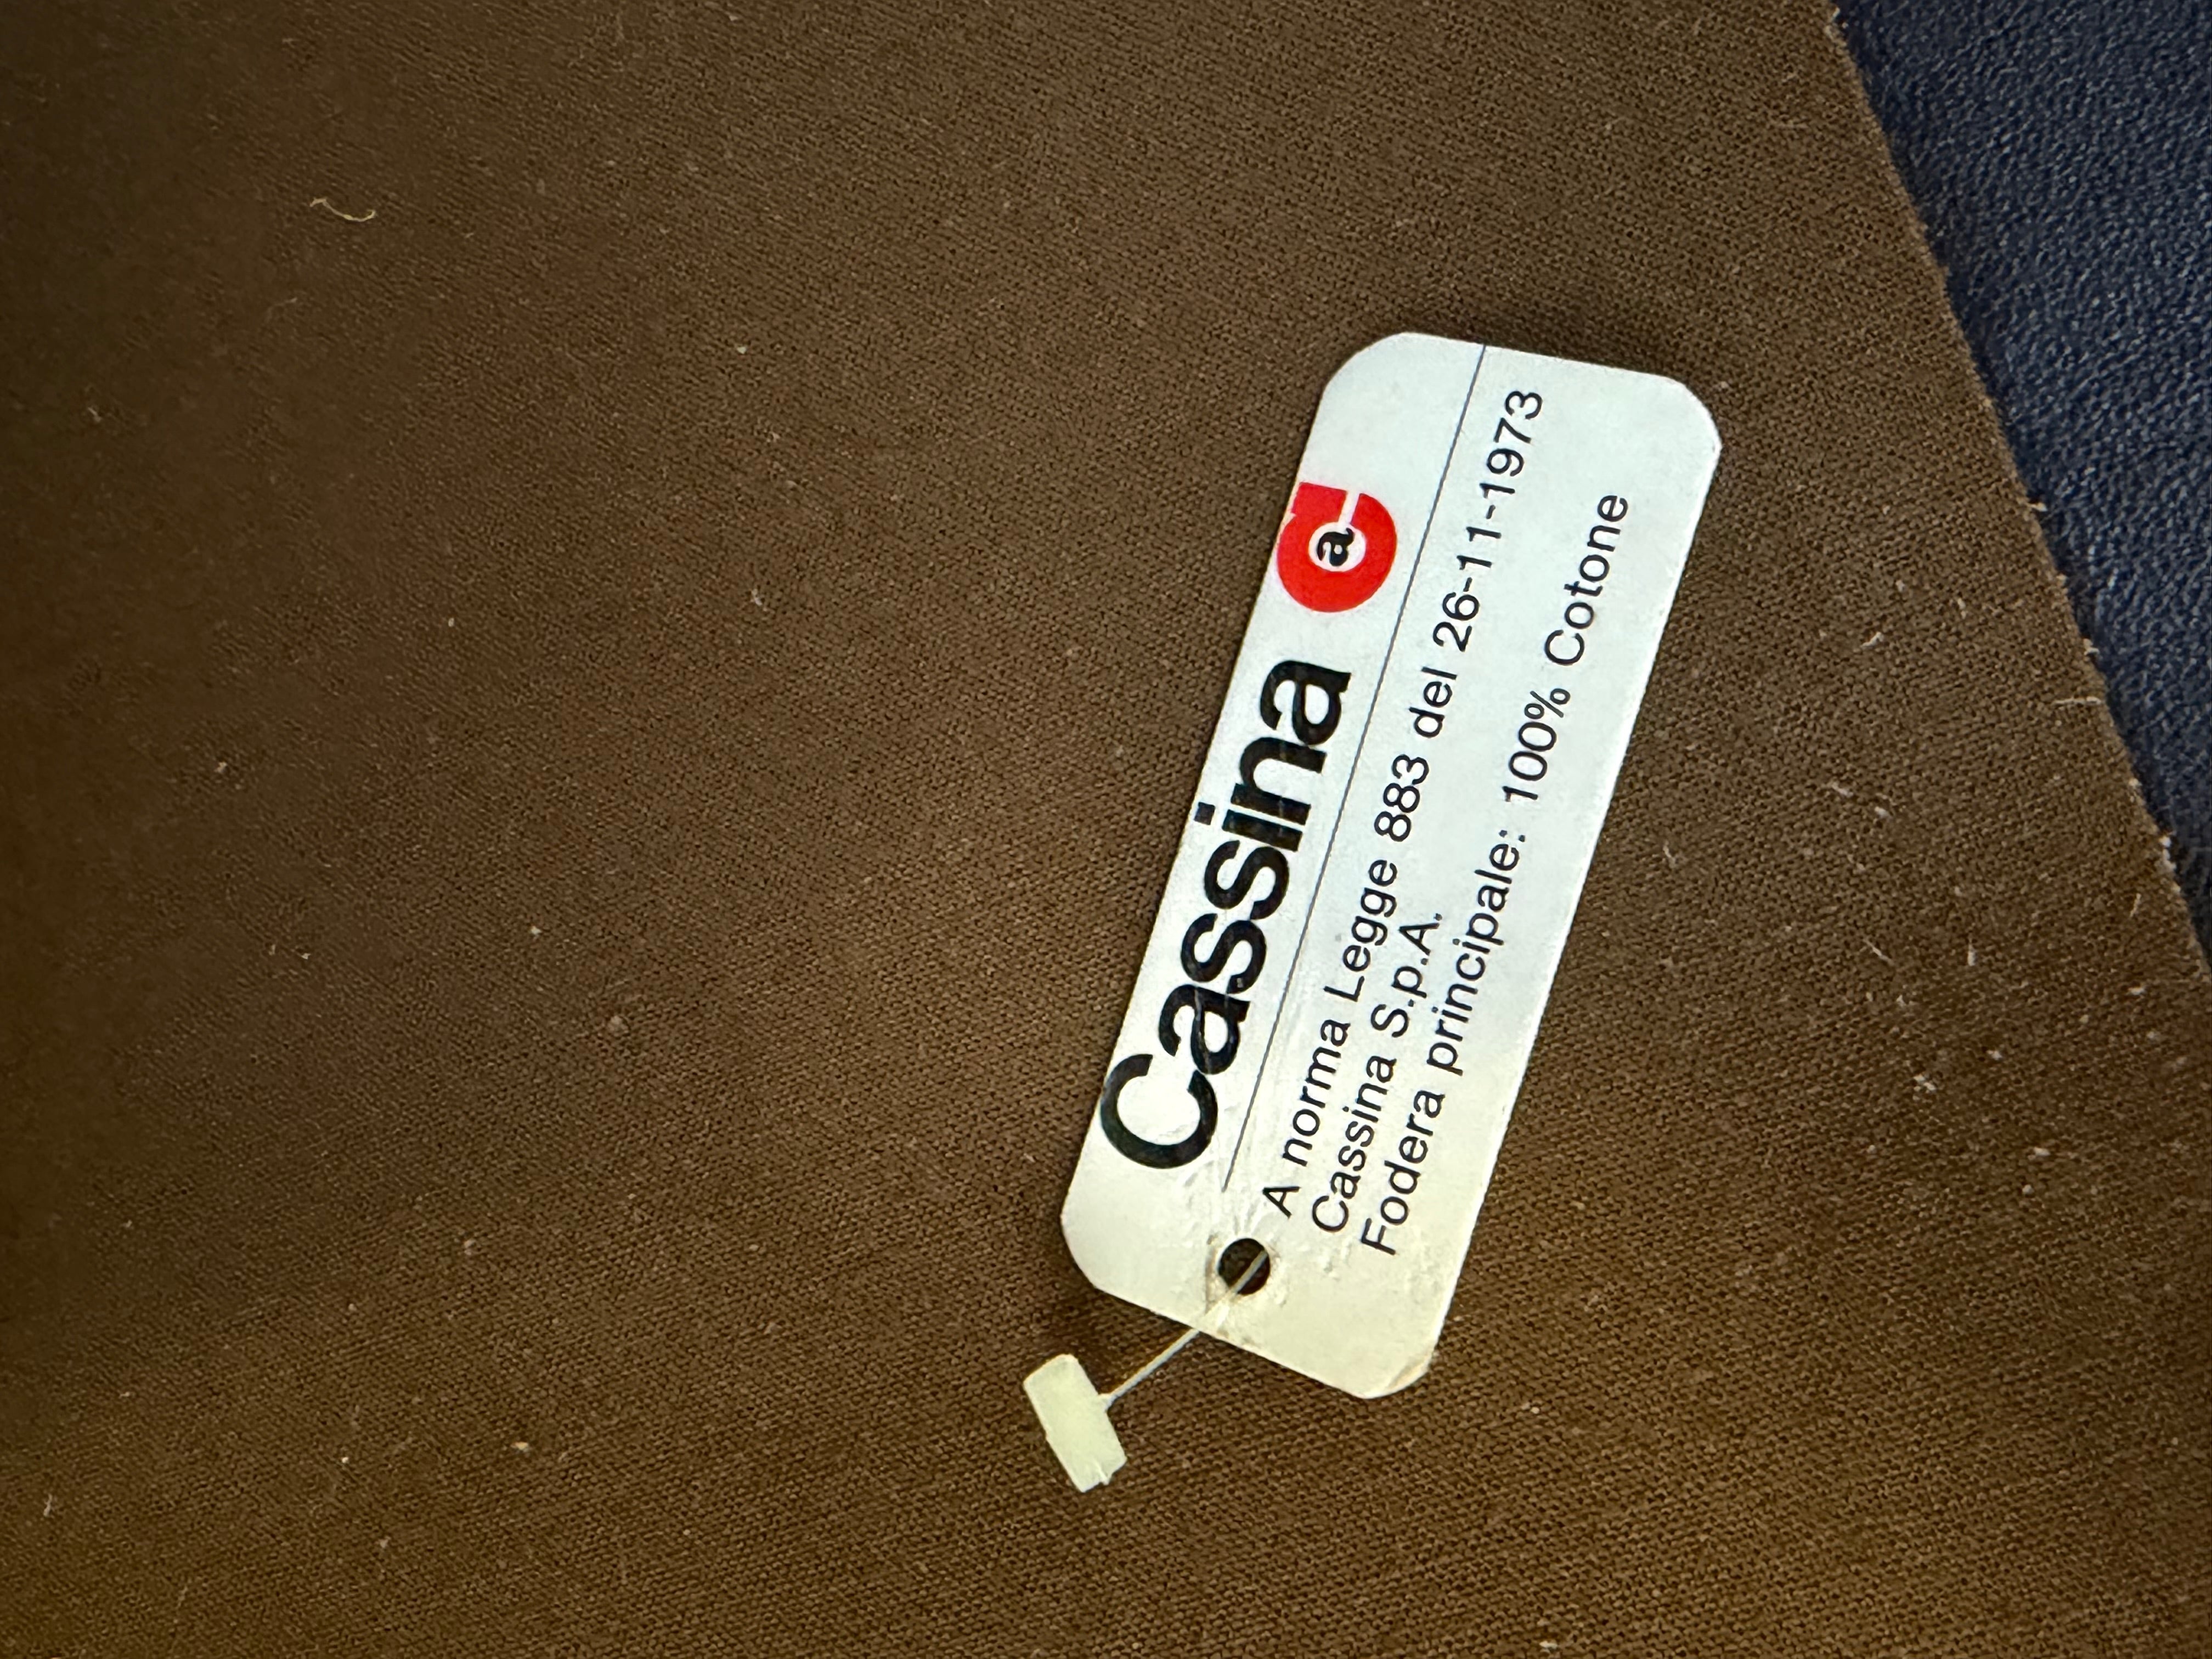 Cassina a
A norma Legge 883 del 26-11-1973
Cassina S.p.A.
Fodera principale: 100% Cotone